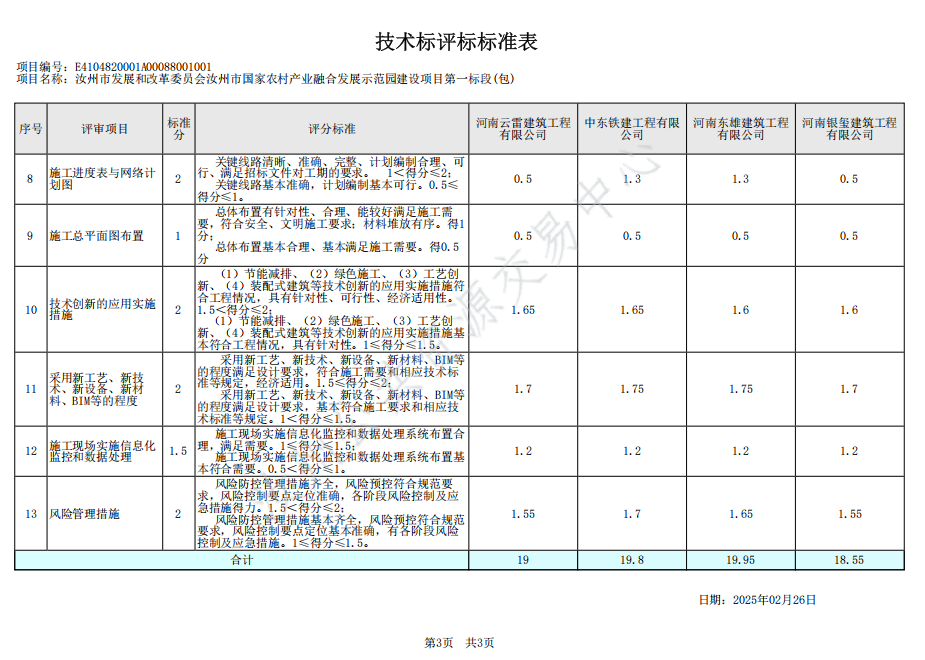 技术标评标标准表
项目编号: E4104820001A00088001001
项目名称: 汝州市发展和改革委员会汝州市国家农村产业融合发展示范园建设项目第一标段(包)
序号 评审项目 标准分 评分标准 河南云雷建筑工程有限公司 中东铁建工程有限公司 河南东雄建筑工程有限公司 河南银玺建筑工程有限公司
8 施工进度表与网络计划图 2
关键线路清晰、准确、完整、计划编制合理、可
行、满足招标文件对工期的要求。 1<得分≤2;
关键线路基本准确，计划编制基本可行。0.5≤
得分≤1。
0.5 1.3 1.3 0.5
9 施工总平面图布置 1
总体布置有针对性、合理、能较好满足施工需
要，符合安全、文明施工要求；材料堆放有序。得1
分；
总体布置基本合理、基本满足施工需要。得0.5
分
0.5 0.5 0.5 0.5
10 技术创新的应用实施措施 2
（1）节能减排、（2）绿色施工、（3）工艺创
新、（4）装配式建筑等技术创新的应用实施措施符
合工程情况，具有针对性、可行性、经济适用性。
1.5<得分≤2;
（1）节能减排、（2）绿色施工、（3）工艺创
新、（4）装配式建筑等技术创新的应用实施措施基
本符合工程情况，具有针对性。1≤得分≤1.5。
1.65 1.65 1.6 1.6
11 采用新工艺、新技术、新设备、新材料、BIM等的程度 2
采用新工艺、新技术、新设备、新材料、BIM等
的程度满足设计要求，符合施工需要和相应技术标
准等规定，经济适用。1.5≤得分≤2;
采用新工艺、新技术、新设备、新材料、BIM等
的程度满足设计要求，基本符合施工要求和相应技
术标准等规定。1<得分≤1.5。
1.7 1.75 1.75 1.7
12 施工现场实施信息化监控和数据处理 1.5
施工现场实施信息化监控和数据处理系统布置合
理，满足需要。1≤得分≤1.5;
施工现场实施信息化监控和数据处理系统布置基
本符合需要。0.5<得分≤1。
1.2 1.2 1.2 1.2
13 风险管理措施 2
风险防控管理措施齐全，风险预控符合规范要
求，风险控制要点定位准确，各阶段风险控制及应
急措施得力。1.5<得分≤2;
风险防控管理措施基本齐全，风险预控符合规范
要求，风险控制要点定位基本准确，有各阶段风险
控制及应急措施。1≤得分≤1.5。
1.55 1.7 1.65 1.55
合计 19 19.8 19.95 18.55
资源交易中心
日期: 2025年02月26日
第3页 共3页